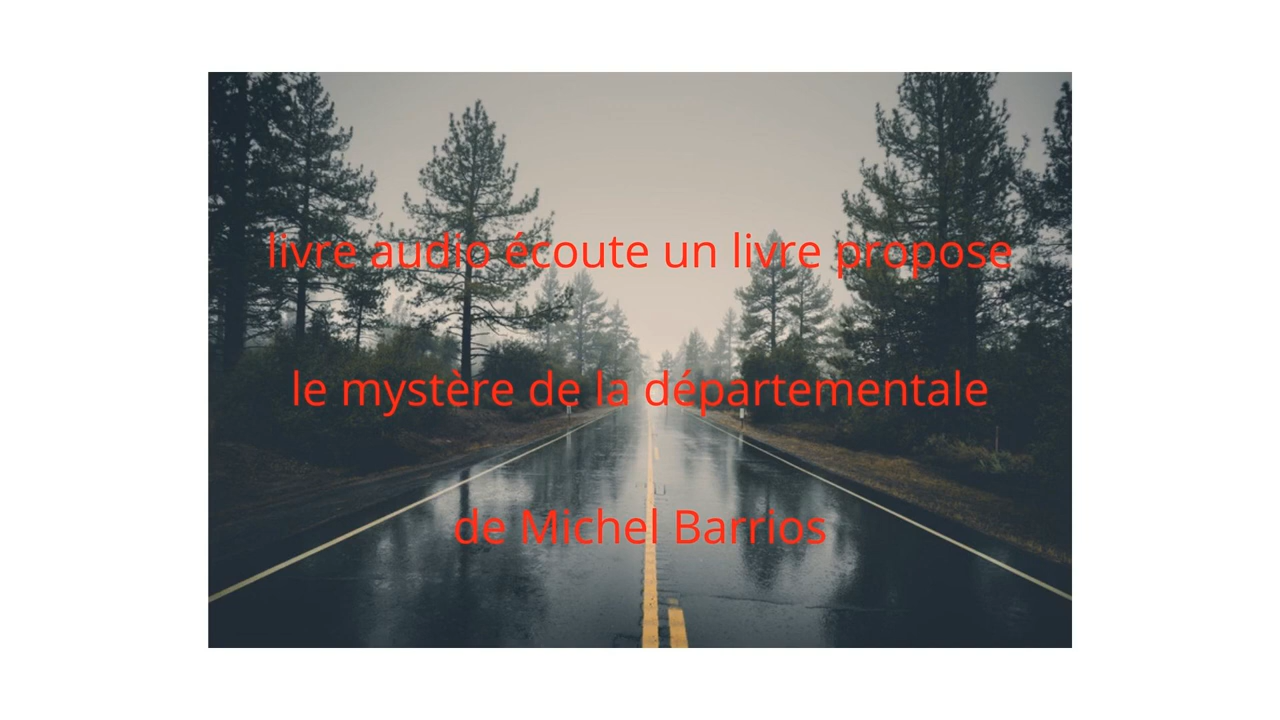 livre audio écoute un livre propose
le mystère de la départementale
de Michel Barrios